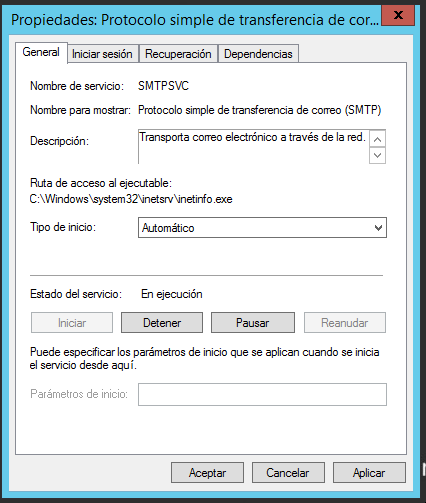 Propiedades: Protocolo simple de transferencia de cor...
General
Iniciar sesión
Recuperación
Dependencias
Nombre de servicio: SMTPSVC
Nombre para mostrar: Protocolo simple de transferencia de correo (SMTP)
Descripción: Transporta correo electrónico a través de la red.
Ruta de acceso al ejecutable:
C:\Windows\system32\inetsrv\inetinfo.exe
Tipo de inicio: Automático
Estado del servicio: En ejecución
Iniciar
Detener
Pausar
Reanudar
Puede especificar los parámetros de inicio que se aplican cuando se inicia
el servicio desde aquí.
Parámetros de inicio:
Aceptar
Cancelar
Aplicar